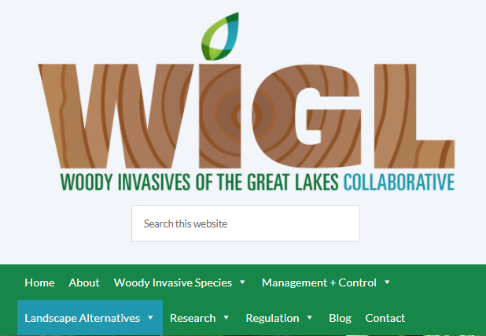 WIGL
WOODY INVASIVES OF THE GREAT LAKES COLLABORATIVE
Search this website
Home About Woody Invasive Species Management + Control
Landscape Alternatives Research Regulation Blog Contact